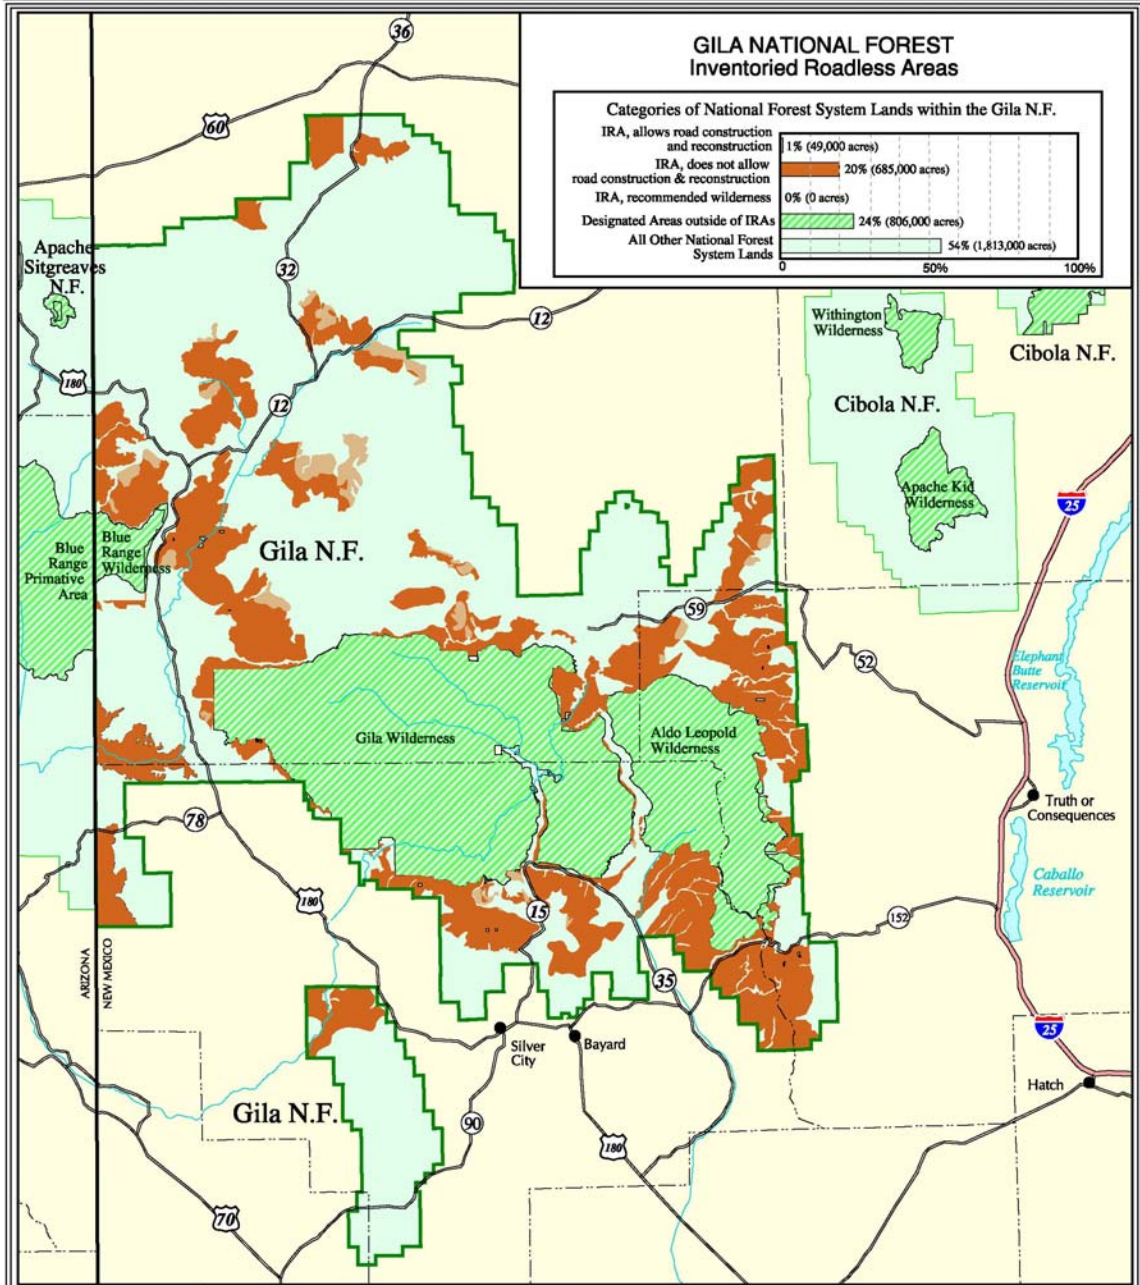 GILA NATIONAL FOREST
Inventoried Roadless Areas
Categories of National Forest System Lands within the Gila N.F.
IRA, allows road construction
and reconstruction
1% (49,000 acres)
IRA, does not allow
road construction & reconstruction
20% (685,000 acres)
IRA, recommended wilderness
0% (0 acres)
Designated Areas outside of IRAs
24% (806,000 acres)
All Other National Forest
System Lands
54% (1,813,000 acres)
0 50% 100%
36
60
Apache-
Sitgreaves
N.F.
32
12
180
12
Withington
Wilderness
Cibola N.F.
Cibola N.F.
Apache Kid
Wilderness
25
Blue
Range
Primative
Area
Blue
Range
Wilderness
Gila N.F.
59
52
Elephant
Butte
Reservoir
Gila Wilderness
Aldo Leopold
Wilderness
Truth or
Consequences
78
Caballo
Reservoir
180
15
152
ARIZONA
NEW MEXICO
35
25
Silver
City
Bayard
Hatch
Gila N.F.
90
180
70